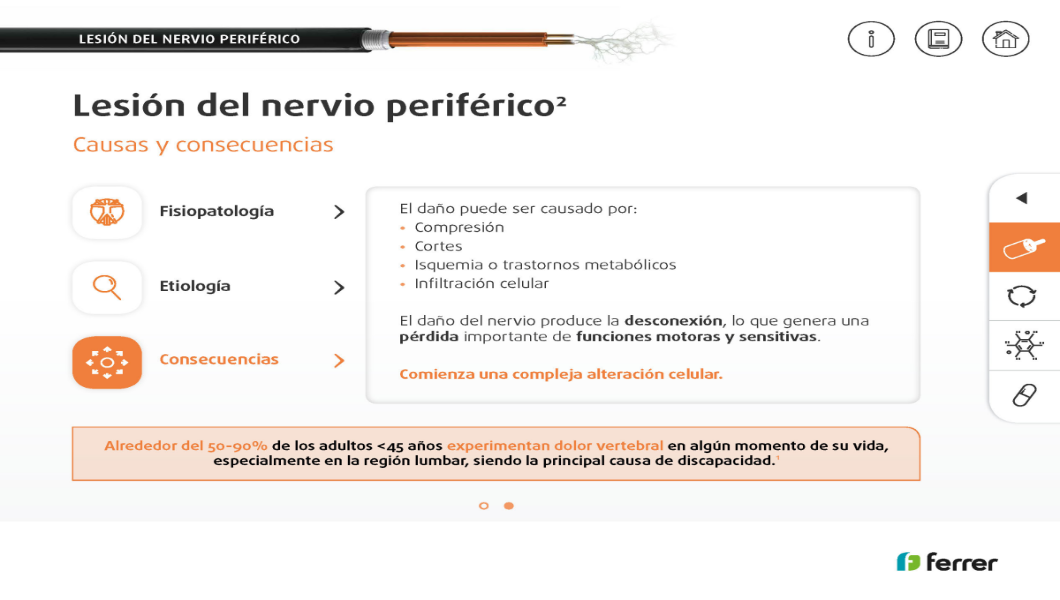 LESIÓN DEL NERVIO PERIFÉRICO
Lesión del nervio periférico²
Causas y consecuencias
Fisiopatología
Etiología
Consecuencias
El daño puede ser causado por:
• Compresión
• Cortes
• Isquemia o trastornos metabólicos
• Infiltración celular
El daño del nervio produce la desconexión, lo que genera una
pérdida importante de funciones motoras y sensitivas.
Comienza una compleja alteración celular.
Alrededor del 50-90% de los adultos <45 años experimentan dolor vertebral en algún momento de su vida,
especialmente en la región lumbar, siendo la principal causa de discapacidad.¹
ferrer